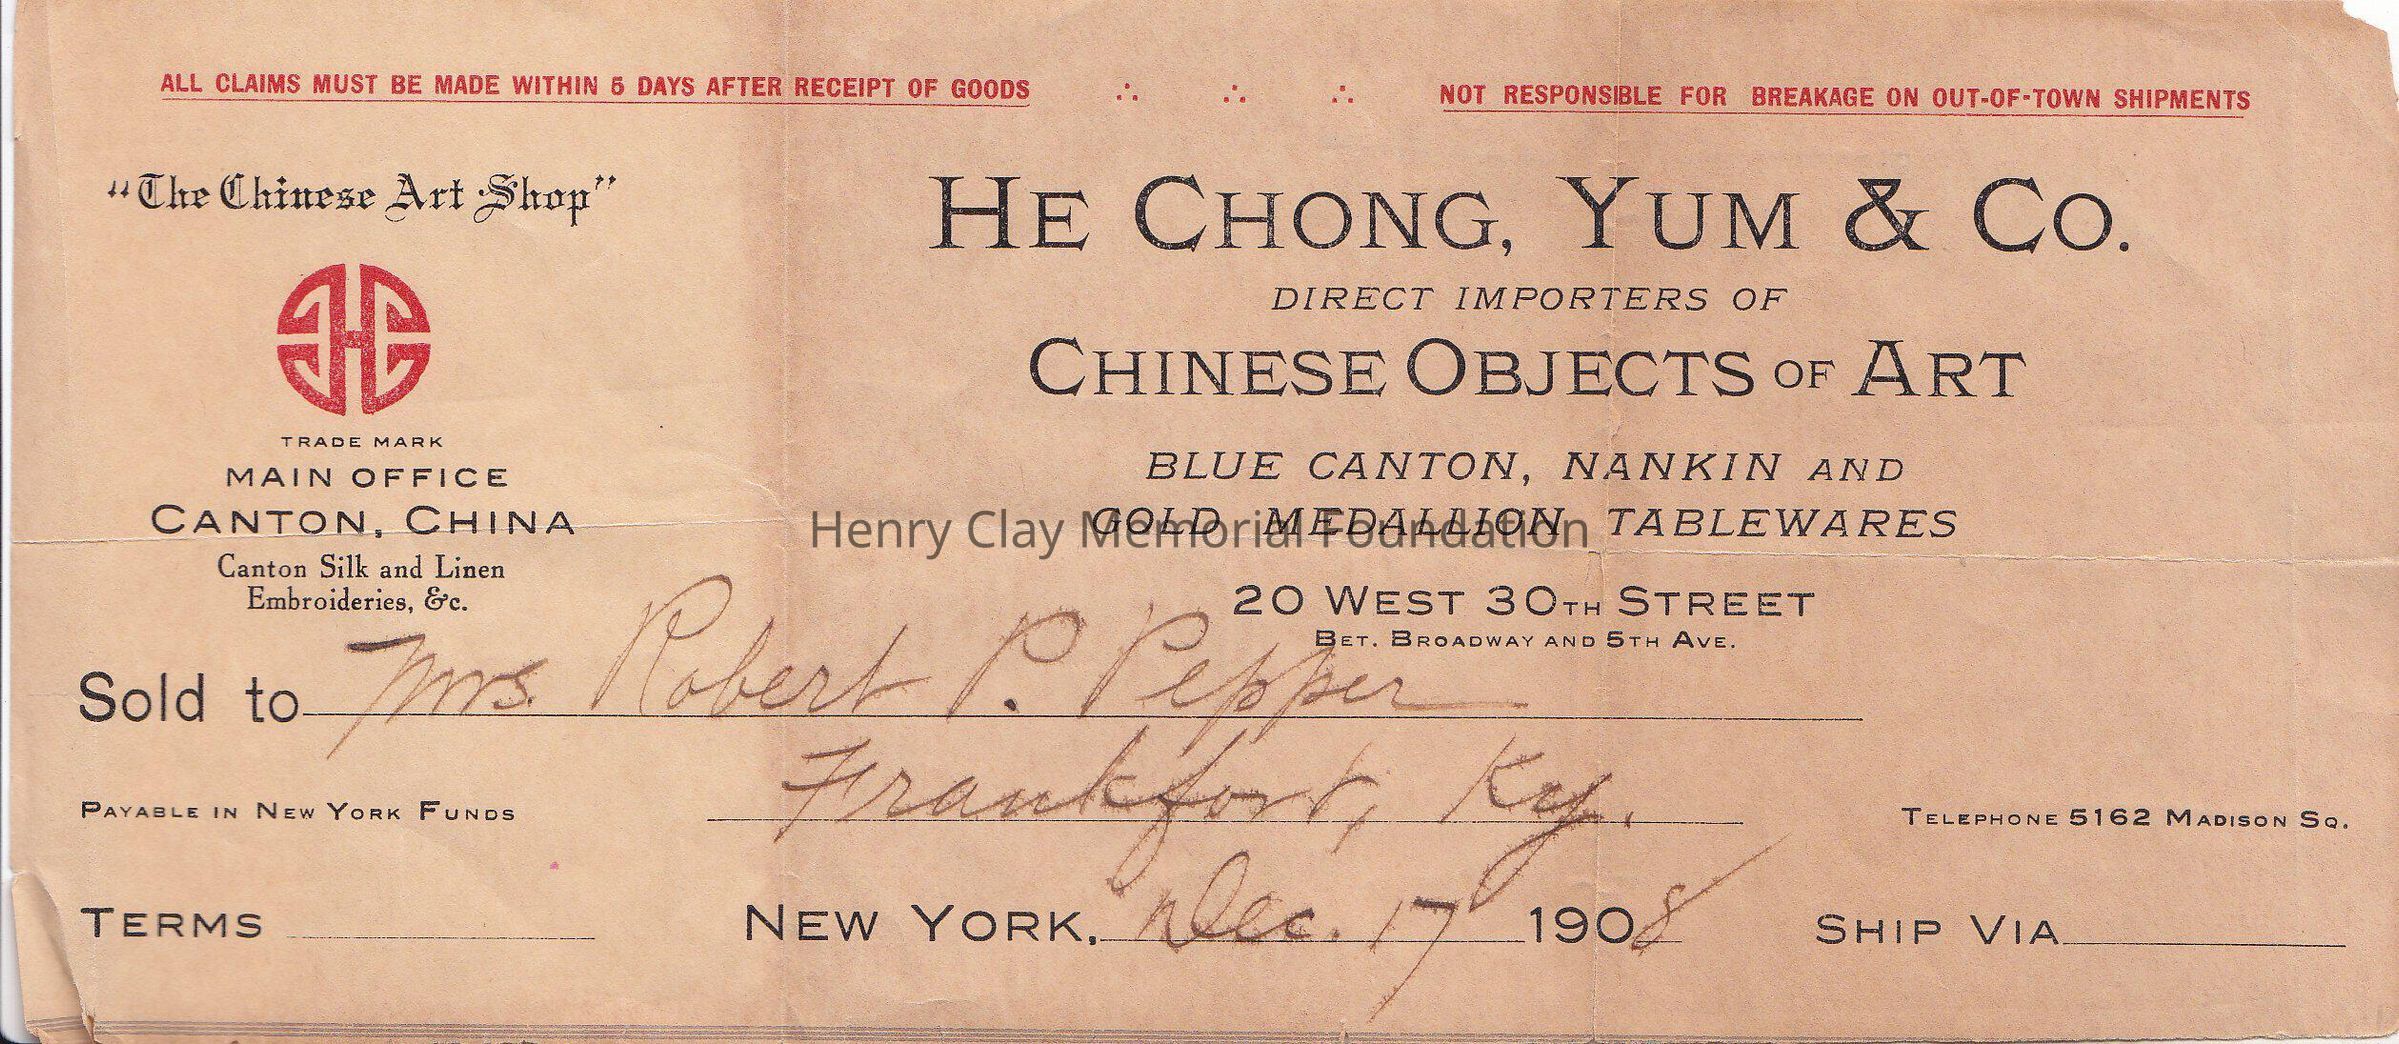 ALL CLAIMS MUST BE MADE WITHIN 5 DAYS AFTER RECEIPT OF GOODS ∴ ∴ ∴ NOT RESPONSIBLE FOR BREAKAGE ON OUT-OF-TOWN SHIPMENTS
"The Chinese Art Shop"
TRADE MARK
MAIN OFFICE
CANTON, CHINA
Canton Silk and Linen
Embroideries, &c.
HE CHONG, YUM & CO.
DIRECT IMPORTERS OF
CHINESE OBJECTS OF ART
BLUE CANTON, NANKIN AND
GOLD MEDALLION TABLEWARES
Henry Clay Memorial Foundation
20 WEST 30TH STREET
BET. BROADWAY AND 5TH AVE.
Sold to Mrs. Robert P. Pepper
PAYABLE IN NEW YORK FUNDS Frankfort, Ky. TELEPHONE 5162 MADISON SQ.
TERMS NEW YORK, Dec. 17 1908 SHIP VIA